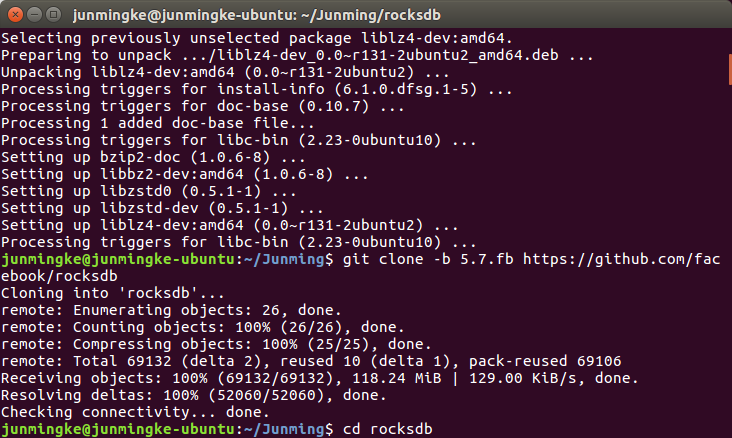 junmingke@junmingke-ubuntu: ~/Junming/rocksdb
Selecting previously unselected package liblz4-dev:amd64.
Preparing to unpack .../liblz4-dev_0.0~r131-2ubuntu2_amd64.deb ...
Unpacking liblz4-dev:amd64 (0.0~r131-2ubuntu2) ...
Processing triggers for install-info (6.1.0.dfsg.1-5) ...
Processing triggers for doc-base (0.10.7) ...
Processing 1 added doc-base file...
Processing triggers for libc-bin (2.23-0ubuntu10) ...
Setting up bzip2-doc (1.0.6-8) ...
Setting up libbz2-dev:amd64 (1.0.6-8) ...
Setting up libzstd0 (0.5.1-1) ...
Setting up libzstd-dev (0.5.1-1) ...
Setting up liblz4-dev:amd64 (0.0~r131-2ubuntu2) ...
Processing triggers for libc-bin (2.23-0ubuntu10) ...
junmingke@junmingke-ubuntu:~/Junming$ git clone -b 5.7.fb https://github.com/fac
ebook/rocksdb
Cloning into 'rocksdb'...
remote: Enumerating objects: 26, done.
remote: Counting objects: 100% (26/26), done.
remote: Compressing objects: 100% (25/25), done.
remote: Total 69132 (delta 2), reused 10 (delta 1), pack-reused 69106
Receiving objects: 100% (69132/69132), 118.24 MiB | 129.00 KiB/s, done.
Resolving deltas: 100% (52060/52060), done.
Checking connectivity... done.
junmingke@junmingke-ubuntu:~/Junming$ cd rocksdb